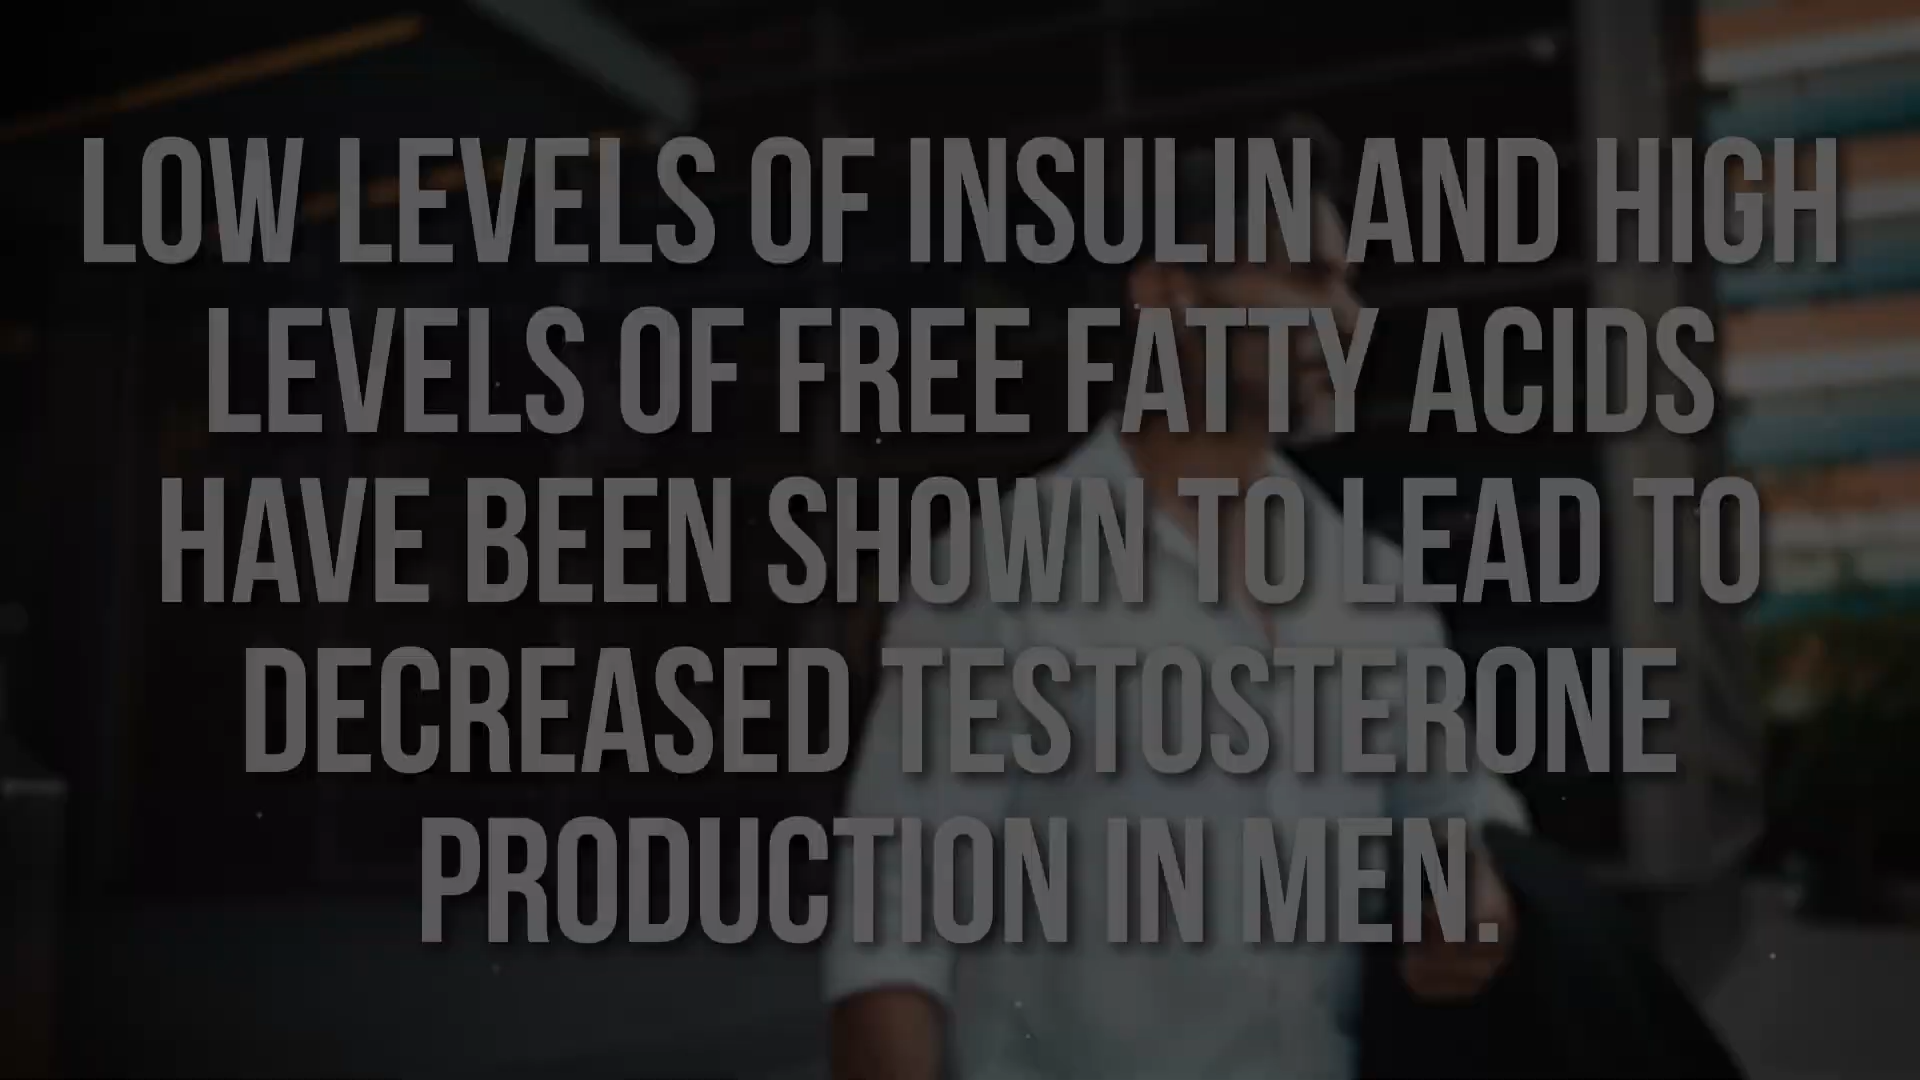 LOW LEVELS OF INSULIN AND HIGH
LEVELS OF FREE FATTY ACIDS
HAVE BEEN SHOWN TO LEAD TO
DECREASED TESTOSTERONE
PRODUCTION IN MEN.